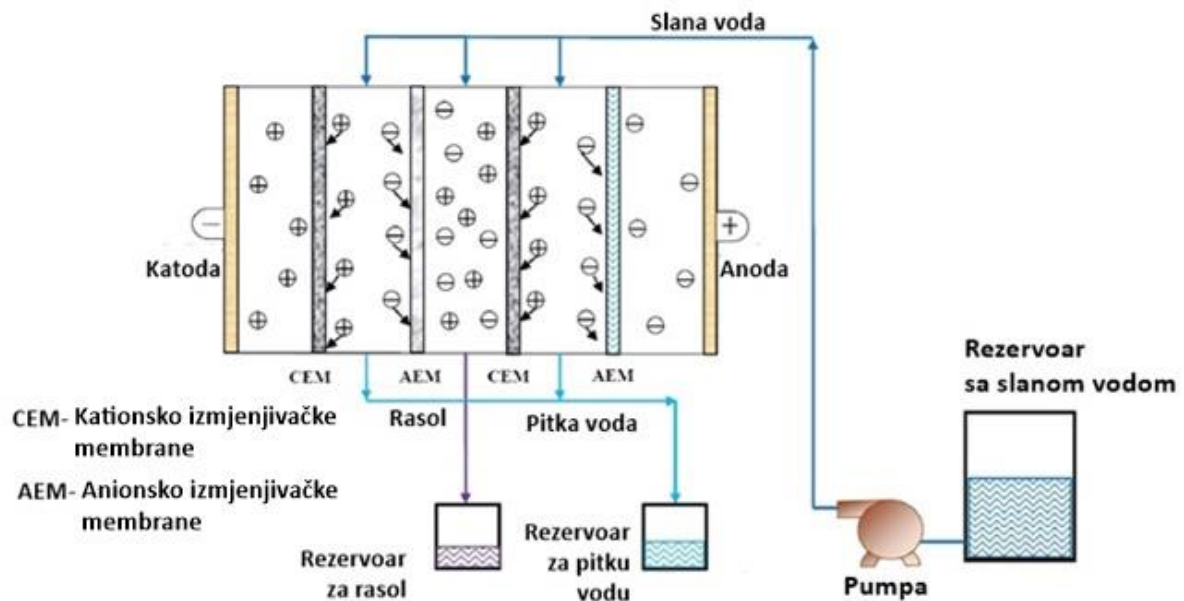 Slana voda
−
+
Katoda
Anoda
CEM
AEM
CEM
AEM
Rasol
Pitka voda
CEM- Kationsko izmjenjivačke
membrane
AEM- Anionsko izmjenjivačke
membrane
Rezervoar
za rasol
Rezervoar
za pitku
vodu
Rezervoar
sa slanom vodom
Pumpa